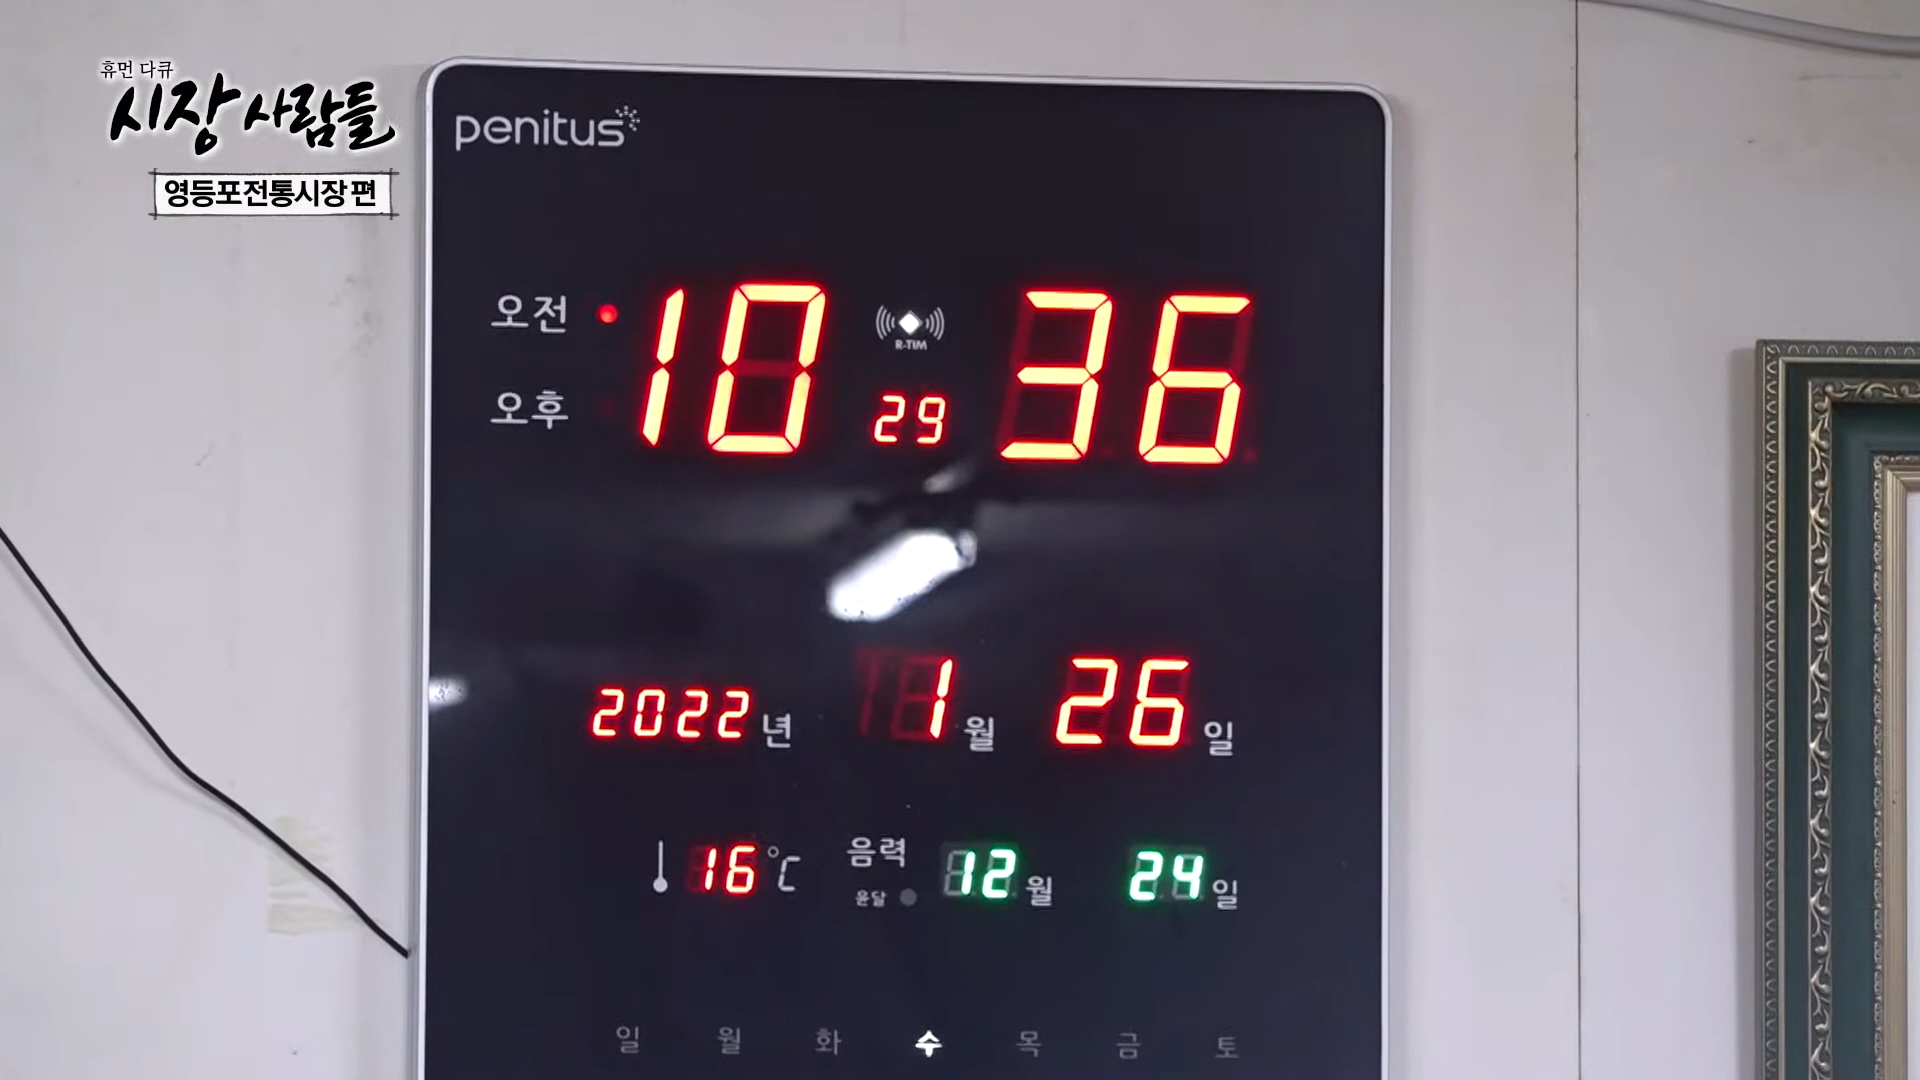 휴먼 다큐
시장 사람들
영등포전통시장 편
penitus
오전 10 36
R-TIM
오후 29
2022년 1월 26일
16℃ 음력 12월 24일
윤달
일 월 화 수 목 금 토